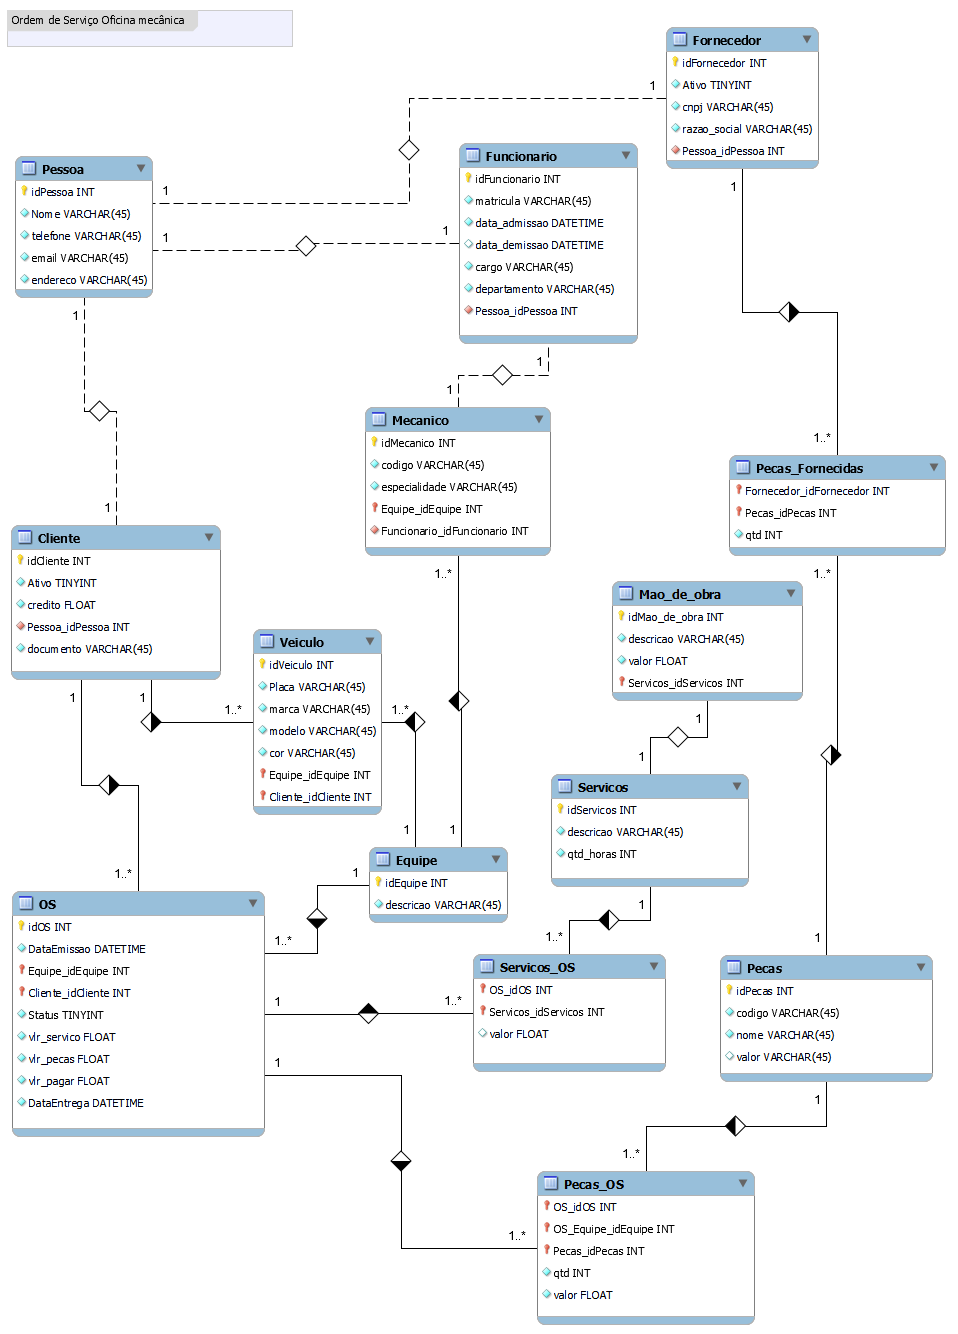 Ordem de Serviço Oficina mecânica
Fornecedor
idFornecedor INT
Ativo TINYINT
cnpj VARCHAR(45)
razao_social VARCHAR(45)
Pessoa_idPessoa INT
1
1
Pessoa
idPessoa INT
Nome VARCHAR(45)
telefone VARCHAR(45)
email VARCHAR(45)
endereco VARCHAR(45)
1
1
1
Funcionario
idFuncionario INT
matricula VARCHAR(45)
data_admissao DATETIME
data_demissao DATETIME
cargo VARCHAR(45)
departamento VARCHAR(45)
Pessoa_idPessoa INT
1
1
1
Mecanico
idMecanico INT
codigo VARCHAR(45)
especialidade VARCHAR(45)
Equipe_idEquipe INT
Funcionario_idFuncionario INT
1..*
1..*
Pecas_Fornecidas
Fornecedor_idFornecedor INT
Pecas_idPecas INT
qtd INT
1..*
1
Cliente
idCliente INT
Ativo TINYINT
credito FLOAT
Pessoa_idPessoa INT
documento VARCHAR(45)
1
1
1..*
Veiculo
idVeiculo INT
Placa VARCHAR(45)
marca VARCHAR(45)
modelo VARCHAR(45)
cor VARCHAR(45)
Equipe_idEquipe INT
Cliente_idCliente INT
1..*
Mao_de_obra
idMao_de_obra INT
descricao VARCHAR(45)
valor FLOAT
Servicos_idServicos INT
1
1
Servicos
idServicos INT
descricao VARCHAR(45)
qtd_horas INT
1
1..*
1
1
Equipe
idEquipe INT
descricao VARCHAR(45)
1
1..*
OS
idOS INT
DataEmissao DATETIME
Equipe_idEquipe INT
Cliente_idCliente INT
Status TINYINT
vlr_servico FLOAT
vlr_pecas FLOAT
vlr_pagar FLOAT
DataEntrega DATETIME
1..*
1
1..*
1
Servicos_OS
OS_idOS INT
Servicos_idServicos INT
valor FLOAT
1
Pecas
idPecas INT
codigo VARCHAR(45)
nome VARCHAR(45)
valor VARCHAR(45)
1
1..*
1..*
Pecas_OS
OS_idOS INT
OS_Equipe_idEquipe INT
Pecas_idPecas INT
qtd INT
valor FLOAT